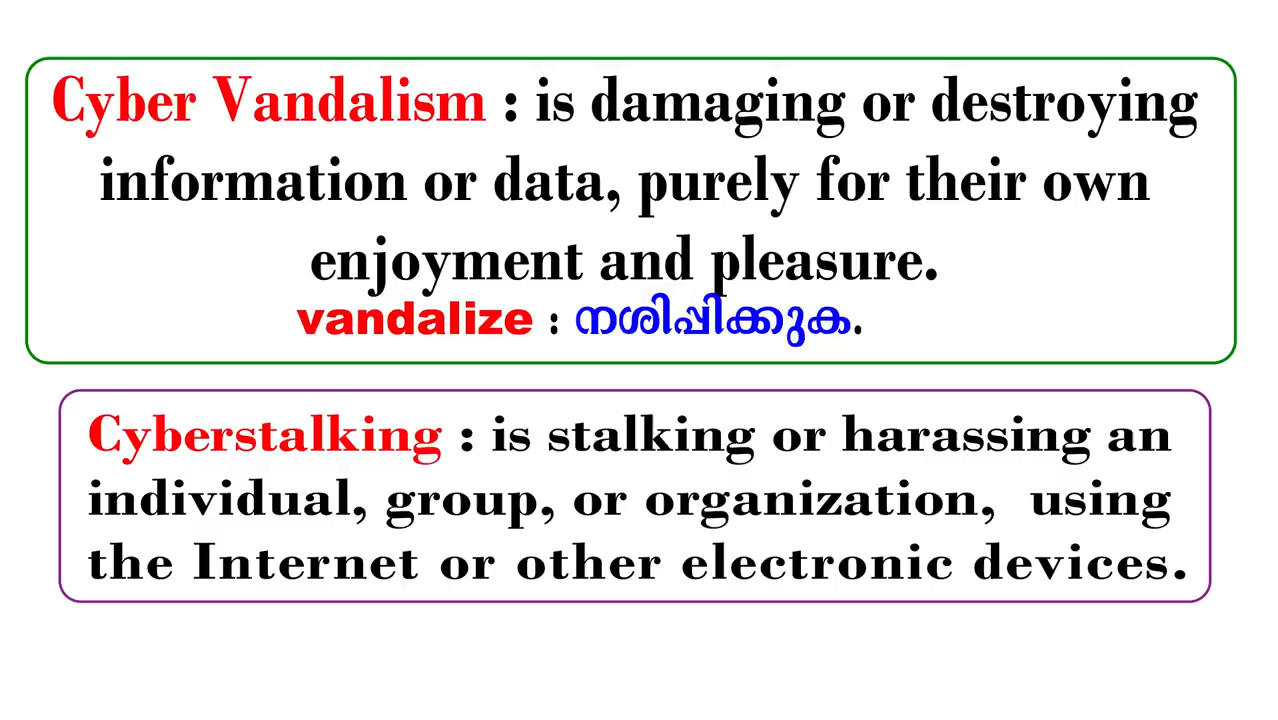 Cyber Vandalism : is damaging or destroying
information or data, purely for their own
enjoyment and pleasure.
vandalize : നശിപ്പിക്കുക.
Cyberstalking : is stalking or harassing an
individual, group, or organization, using
the Internet or other electronic devices.